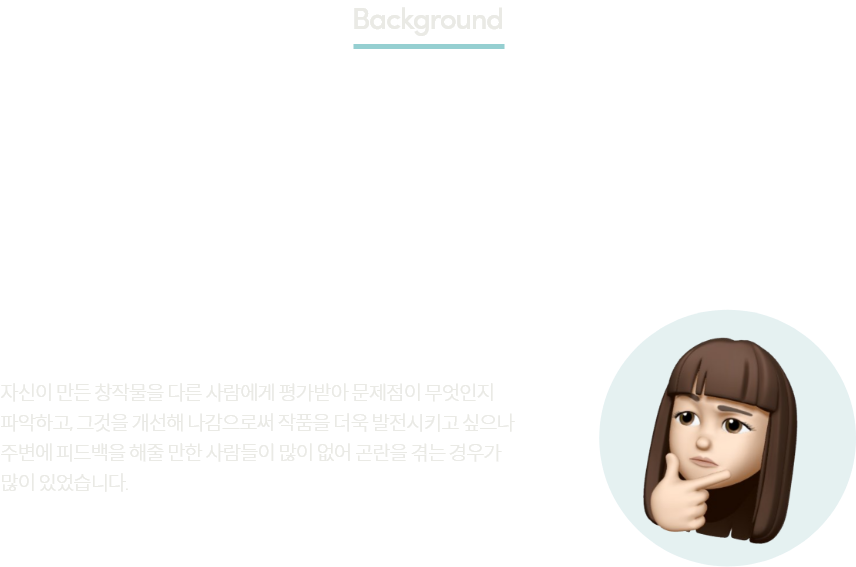 Background
자신이 만든 창작물을 다른 사람에게 평가받아 문제점이 무엇인지
파악하고, 그것을 개선해 나감으로써 작품을 더욱 발전시키고 싶으나
주변에 피드백을 해줄 만한 사람들이 많이 없어 곤란을 겪는 경우가
많이 있었습니다.